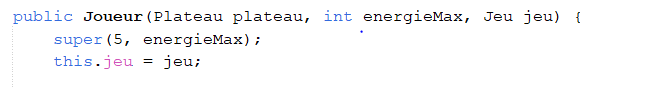 public Joueur(Plateau plateau, int energieMax, Jeu jeu) {
super(5, energieMax);
this.jeu = jeu;